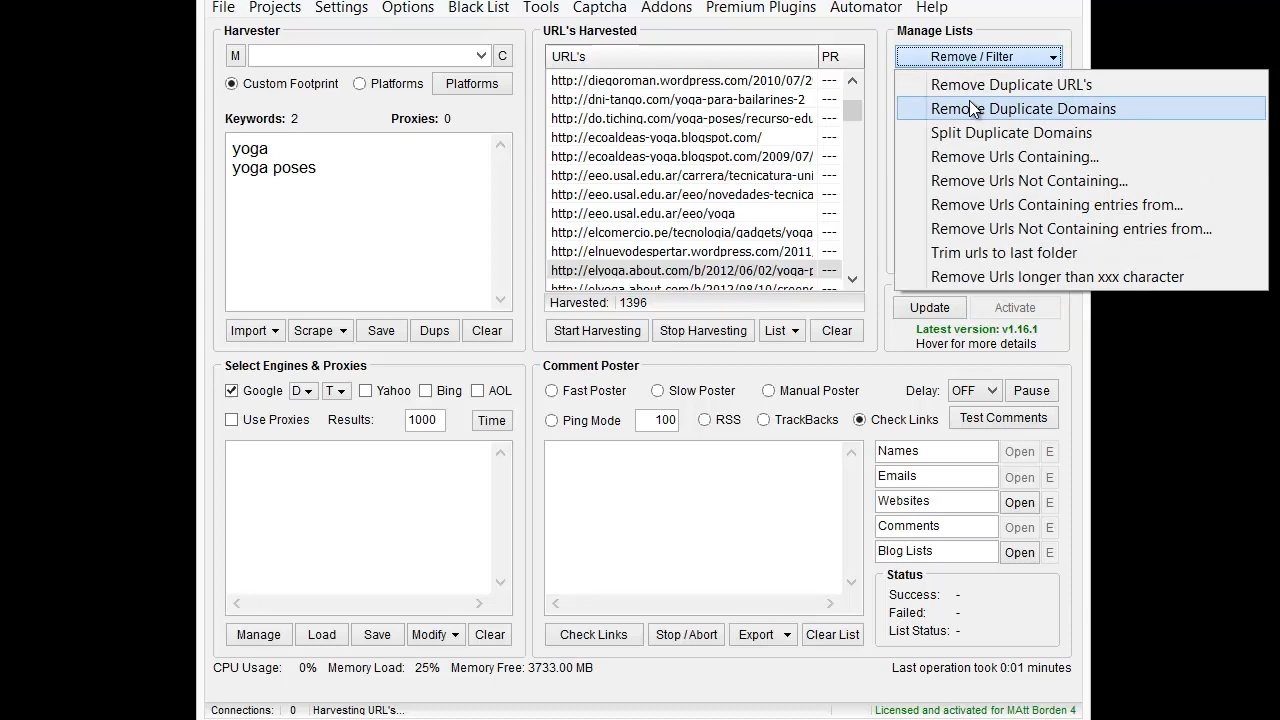 File Projects Settings Options Black List Tools Captcha Addons Premium Plugins Automator Help
Harvester
M
C
Custom Footprint Platforms Platforms
Keywords: 2 Proxies: 0
yoga
yoga poses
Import Scrape Save Dups Clear
URL's Harvested
URL's PR
http://diegoroman.wordpress.com/2010/07/2 ---
http://dni-tango.com/yoga-para-bailarines-2 ---
http://do.tiching.com/yoga-poses/recurso-edu ---
http://ecoaldeas-yoga.blogspot.com/ ---
http://ecoaldeas-yoga.blogspot.com/2009/07/ ---
http://eeo.usal.edu.ar/carrera/tecnicatura-uni ---
http://eeo.usal.edu.ar/eeo/novedades-tecnica ---
http://eeo.usal.edu.ar/eeo/yoga ---
http://elcomercio.pe/tecnologia/gadgets/yoga ---
http://elnuevodespertar.wordpress.com/2011, ---
http://elyoga.about.com/b/2012/06/02/yoga-p ---
http://elyoga.about.com/b/2012/08/10/creenc ---
Harvested: 1396
Start Harvesting Stop Harvesting List Clear
Manage Lists
Remove / Filter
Remove Duplicate URL's
Remove Duplicate Domains
Split Duplicate Domains
Remove Urls Containing...
Remove Urls Not Containing...
Remove Urls Containing entries from...
Remove Urls Not Containing entries from...
Trim urls to last folder
Remove Urls longer than xxx character
Update Activate
Latest version: v1.16.1
Hover for more details
Select Engines & Proxies
Google D T Yahoo Bing AOL
Use Proxies Results: 1000 Time
Manage Load Save Modify Clear
Comment Poster
Fast Poster Slow Poster Manual Poster Delay: OFF Pause
Ping Mode 100 RSS TrackBacks Check Links Test Comments
Names Open E
Emails Open E
Websites Open E
Comments Open E
Blog Lists Open E
Status
Success: -
Failed: -
List Status: -
Check Links Stop / Abort Export Clear List
CPU Usage: 0% Memory Load: 25% Memory Free: 3733.00 MB Last operation took 0:01 minutes
Connections: 0 Harvesting URL's... Licensed and activated for MAtt Borden 4